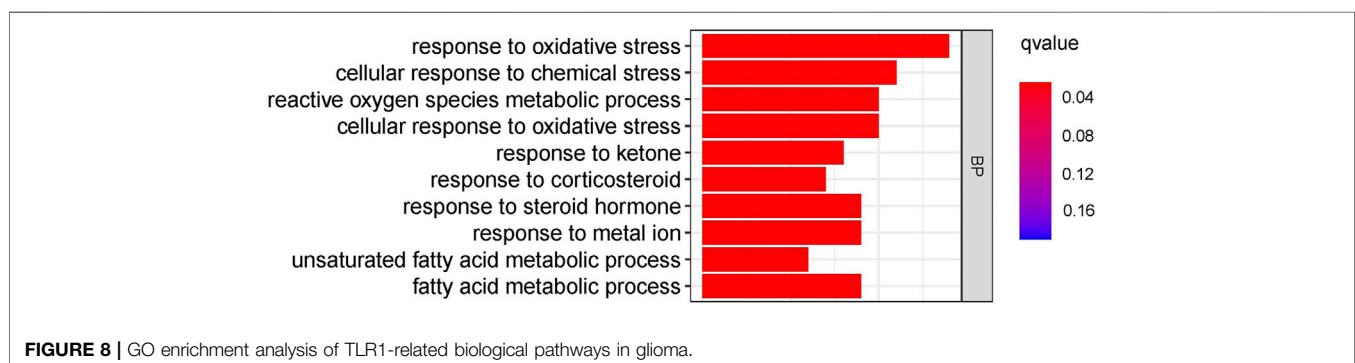 response to oxidative stress
cellular response to chemical stress
reactive oxygen species metabolic process
cellular response to oxidative stress
response to ketone
response to corticosteroid
response to steroid hormone
response to metal ion
unsaturated fatty acid metabolic process
fatty acid metabolic process
BP
qvalue
0.04
0.08
0.12
0.16
FIGURE 8 | GO enrichment analysis of TLR1-related biological pathways in glioma.